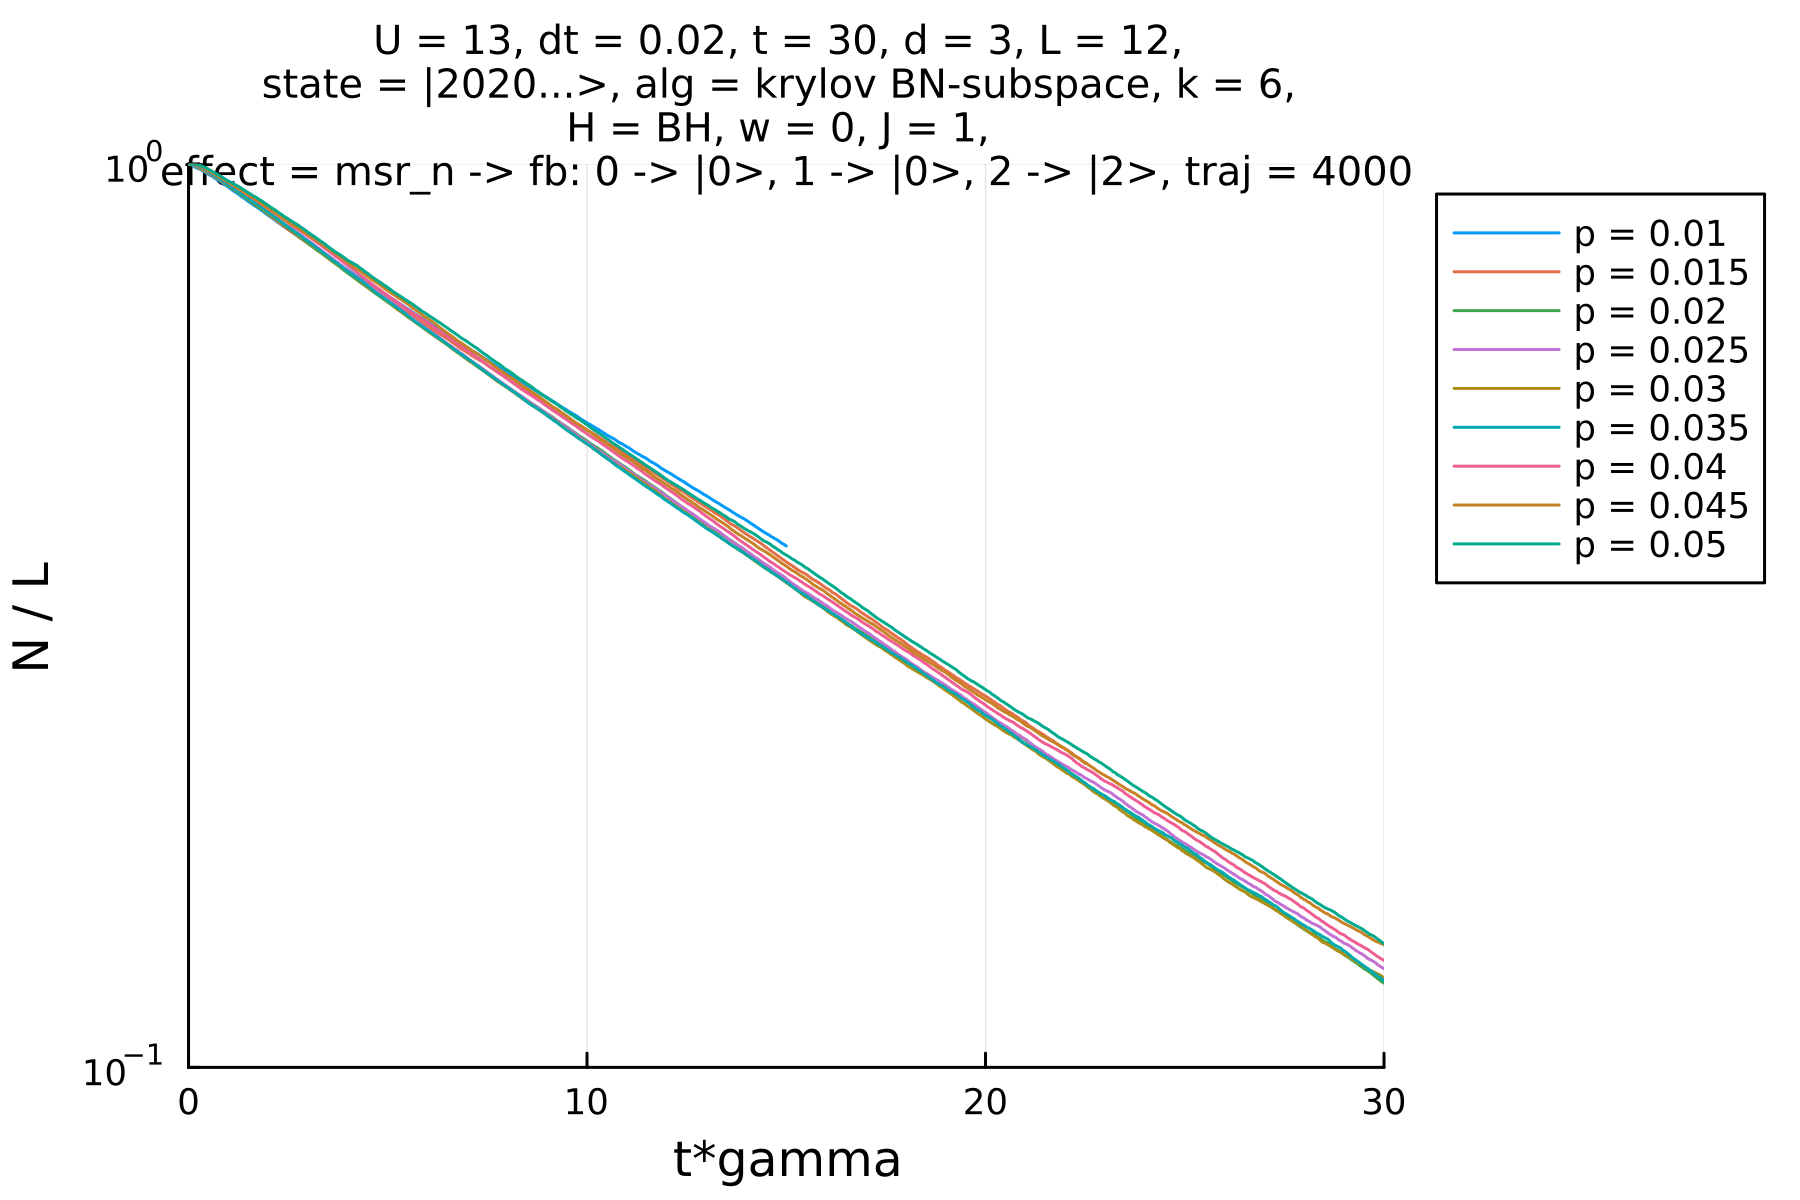 U = 13, dt = 0.02, t = 30, d = 3, L = 12,
state = |2020...>, alg = krylov BN-subspace, k = 6,
H = BH, w = 0, J = 1,
effect = msr_n -> fb: 0 -> |0>, 1 -> |0>, 2 -> |2>, traj = 4000
10⁰
p = 0.01
p = 0.015
p = 0.02
p = 0.025
p = 0.03
p = 0.035
p = 0.04
p = 0.045
p = 0.05
N / L
10⁻¹
0 10 20 30
t*gamma